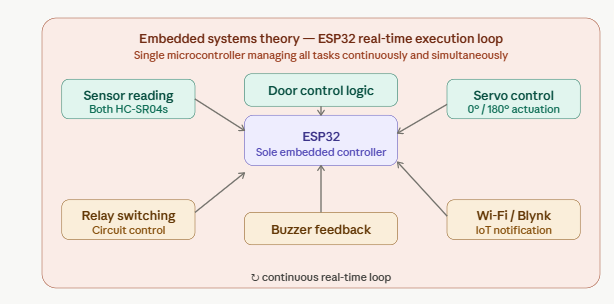 Embedded systems theory — ESP32 real-time execution loop
Single microcontroller managing all tasks continuously and simultaneously
Sensor reading
Both HC-SR04s
Door control logic
Servo control
0° / 180° actuation
ESP32
Sole embedded controller
Relay switching
Circuit control
Buzzer feedback
Wi-Fi / Blynk
IoT notification
↻ continuous real-time loop